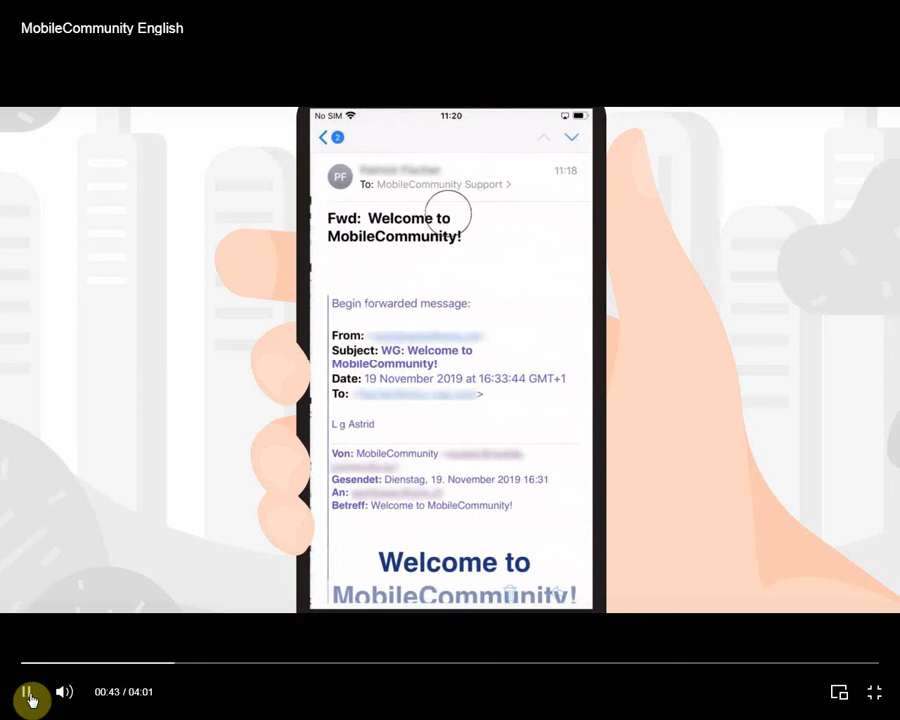 MobileCommunity English
No SIM 11:20
2
PF
11:18
To: MobileCommunity Support >
Fwd: Welcome to
MobileCommunity!
Begin forwarded message:
From:
Subject: WG: Welcome to
MobileCommunity!
Date: 19 November 2019 at 16:33:44 GMT+1
To: >
L g Astrid
Von: MobileCommunity
Gesendet: Dienstag, 19. November 2019 16:31
An:
Betreff: Welcome to MobileCommunity!
Welcome to
MobileCommunity!
00:43 / 04:01